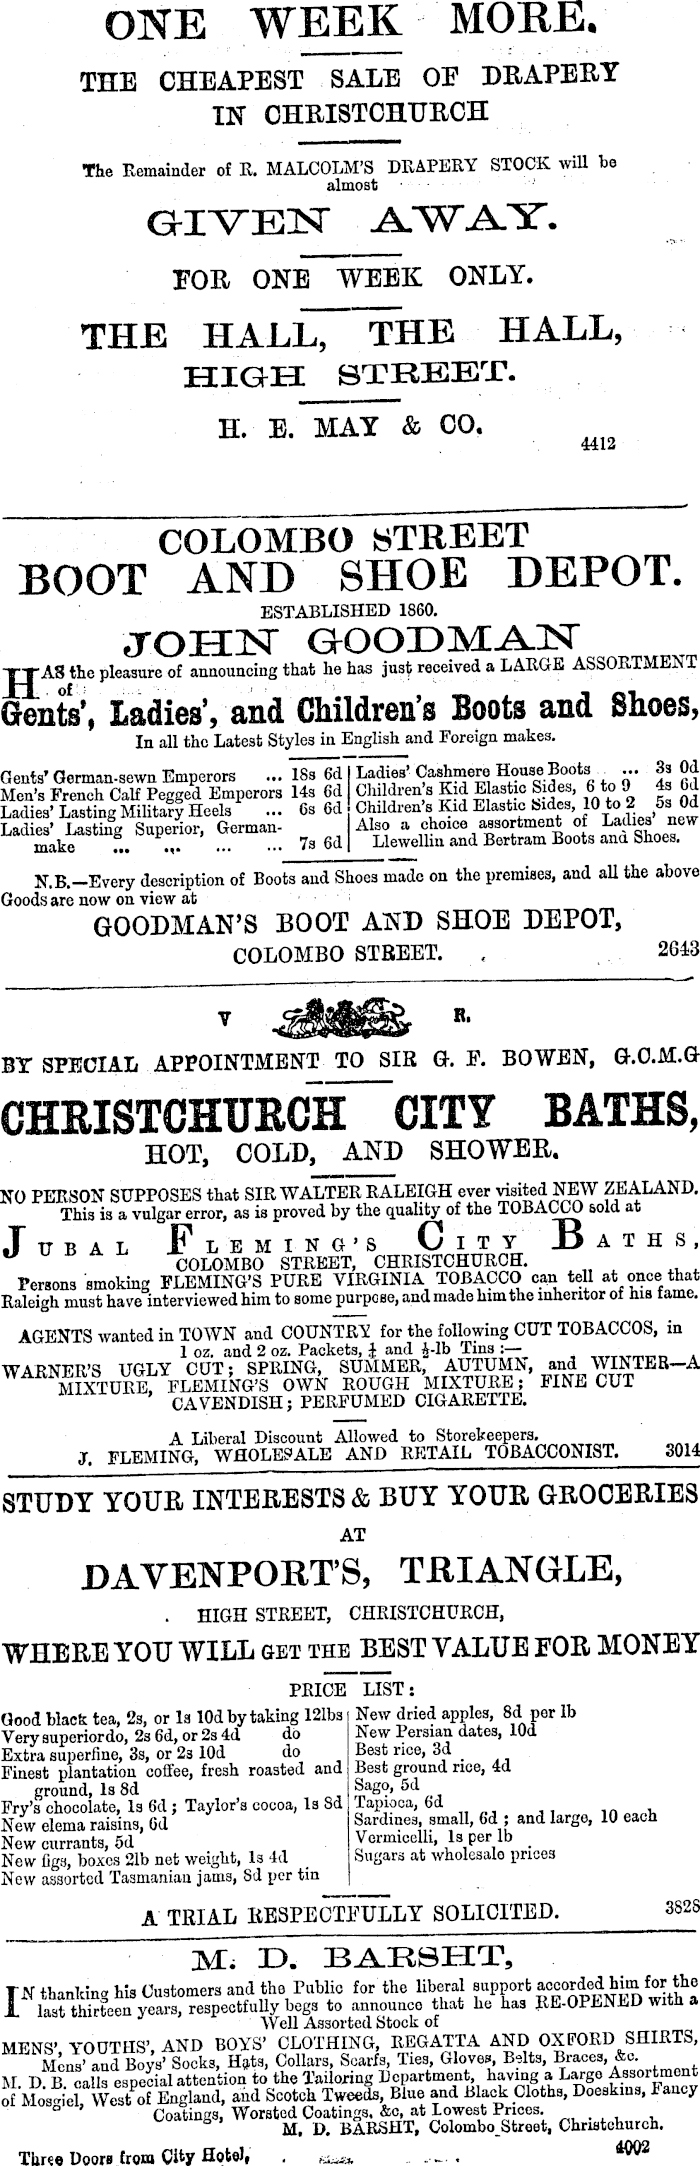 ONE WEEK MORE.
THE CHEAPEST SALE OF DRAPERY
IN CHRISTCHURCH
The Remainder of R. MALCOLM'S DRAPERY STOCK will be
almost
GIVEN AWAY.
FOR ONE WEEK ONLY.
THE HALL, THE HALL,
HIGH STREET.
H. E. MAY & CO.
4412
COLOMBO STREET
BOOT AND SHOE DEPOT.
ESTABLISHED 1860.
JOHN GOODMAN
HAS the pleasure of announcing that he has just received a LARGE ASSORTMENT
of
Gents', Ladies', and Children's Boots and Shoes,
In all the Latest Styles in English and Foreign makes.
Gents' German-sewn Emperors ... 18s 6d
Men's French Calf Pegged Emperors 14s 6d
Ladies' Lasting Military Heels ... 6s 6d
Ladies' Lasting Superior, German-
make ... ... ... ... 7s 6d
Ladies' Cashmere House Boots ... 3s 0d
Children's Kid Elastic Sides, 6 to 9 4s 6d
Children's Kid Elastic Sides, 10 to 2 5s 0d
Also a choice assortment of Ladies' new
Llewellin and Bertram Boots and Shoes.
N.B.—Every description of Boots and Shoes made on the premises, and all the above
Goods are now on view at
GOODMAN'S BOOT AND SHOE DEPOT,
COLOMBO STREET.
2643
V R.
BY SPECIAL APPOINTMENT TO SIR G. F. BOWEN, G.C.M.G
CHRISTCHURCH CITY BATHS,
HOT, COLD, AND SHOWER.
NO PERSON SUPPOSES that SIR WALTER RALEIGH ever visited NEW ZEALAND.
This is a vulgar error, as is proved by the quality of the TOBACCO sold at
JUBAL FLEMING'S CITY BATHS,
COLOMBO STREET, CHRISTCHURCH.
Persons smoking FLEMING'S PURE VIRGINIA TOBACCO can tell at once that
Raleigh must have interviewed him to some purpose, and made him the inheritor of his fame.
AGENTS wanted in TOWN and COUNTRY for the following CUT TOBACCOS, in
1 oz. and 2 oz. Packets, ¼ and ½-lb Tins :—
WARNER'S UGLY CUT; SPRING, SUMMER, AUTUMN, and WINTER—A
MIXTURE, FLEMING'S OWN ROUGH MIXTURE; FINE CUT
CAVENDISH; PERFUMED CIGARETTE.
A Liberal Discount Allowed to Storekeepers.
J. FLEMING, WHOLESALE AND RETAIL TOBACCONIST.
3014
STUDY YOUR INTERESTS & BUY YOUR GROCERIES
AT
DAVENPORT'S, TRIANGLE,
HIGH STREET, CHRISTCHURCH,
WHERE YOU WILL GET THE BEST VALUE FOR MONEY
PRICE LIST:
Good black tea, 2s, or 1s 10d by taking 12lbs
Very superior do, 2s 6d, or 2s 4d do
Extra superfine, 3s, or 2s 10d do
Finest plantation coffee, fresh roasted and
ground, 1s 8d
Fry's chocolate, 1s 6d; Taylor's cocoa, 1s 8d
New elema raisins, 6d
New currants, 5d
New figs, boxes 2lb net weight, 1s 4d
New assorted Tasmanian jams, 8d per tin
New dried apples, 8d per lb
New Persian dates, 10d
Best rice, 3d
Best ground rice, 4d
Sago, 5d
Tapioca, 6d
Sardines, small, 6d; and large, 10 each
Vermicelli, 1s per lb
Sugars at wholesale prices
A TRIAL RESPECTFULLY SOLICITED.
3828
M. D. BARSHT,
IN thanking his Customers and the Public for the liberal support accorded him for the
last thirteen years, respectfully begs to announce that he has RE-OPENED with a
Well Assorted Stock of
MENS', YOUTHS', AND BOYS' CLOTHING, REGATTA AND OXFORD SHIRTS,
Mens' and Boys' Socks, Hats, Collars, Scarfs, Ties, Gloves, Belts, Braces, &c.
M. D. B. calls especial attention to the Tailoring Department, having a Large Assortment
of Mosgiel, West of England, and Scotch Tweeds, Blue and Black Cloths, Doeskins, Fancy
Coatings, Worsted Coatings, &c, at Lowest Prices.
M. D. BARSHT, Colombo Street, Christchurch.
Three Doors from City Hotel,
4002